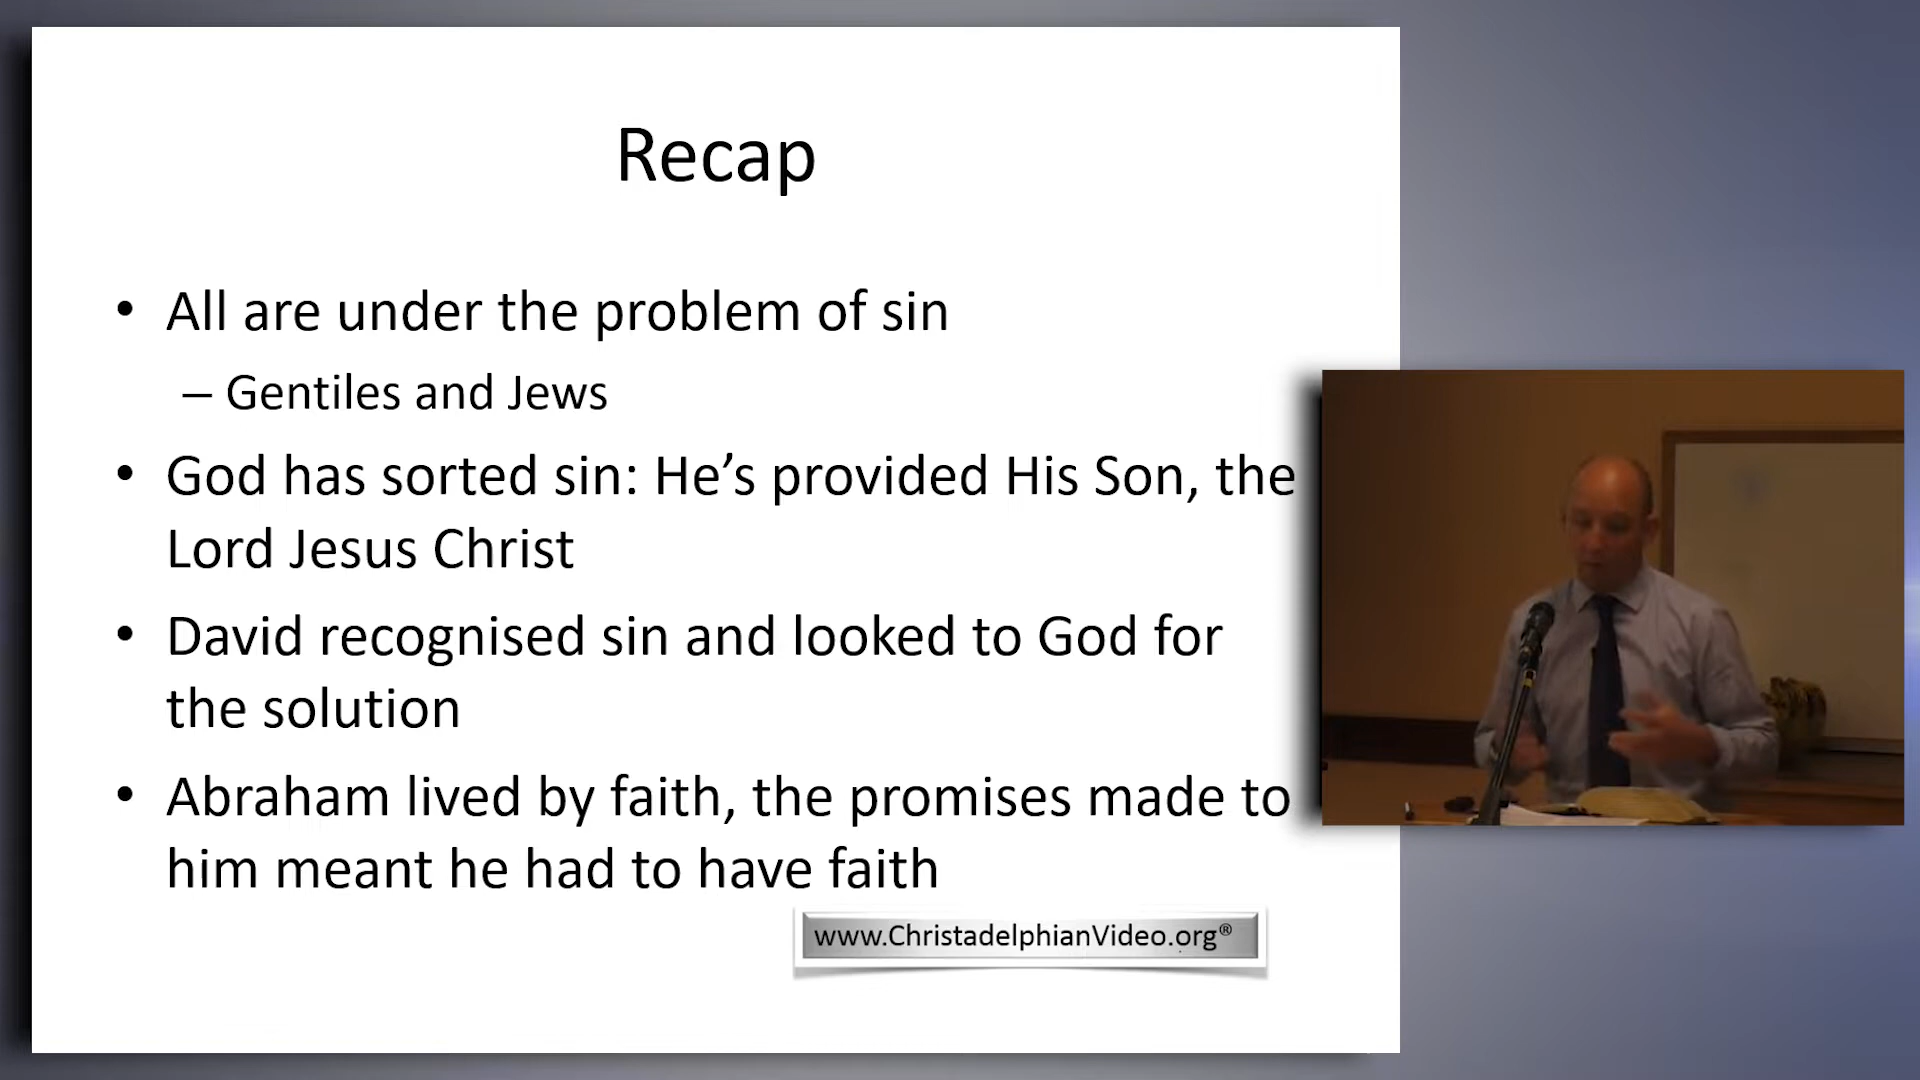 Recap
• All are under the problem of sin
– Gentiles and Jews
• God has sorted sin: He’s provided His Son, the
Lord Jesus Christ
• David recognised sin and looked to God for
the solution
• Abraham lived by faith, the promises made to
him meant he had to have faith
www.ChristadelphianVideo.org®